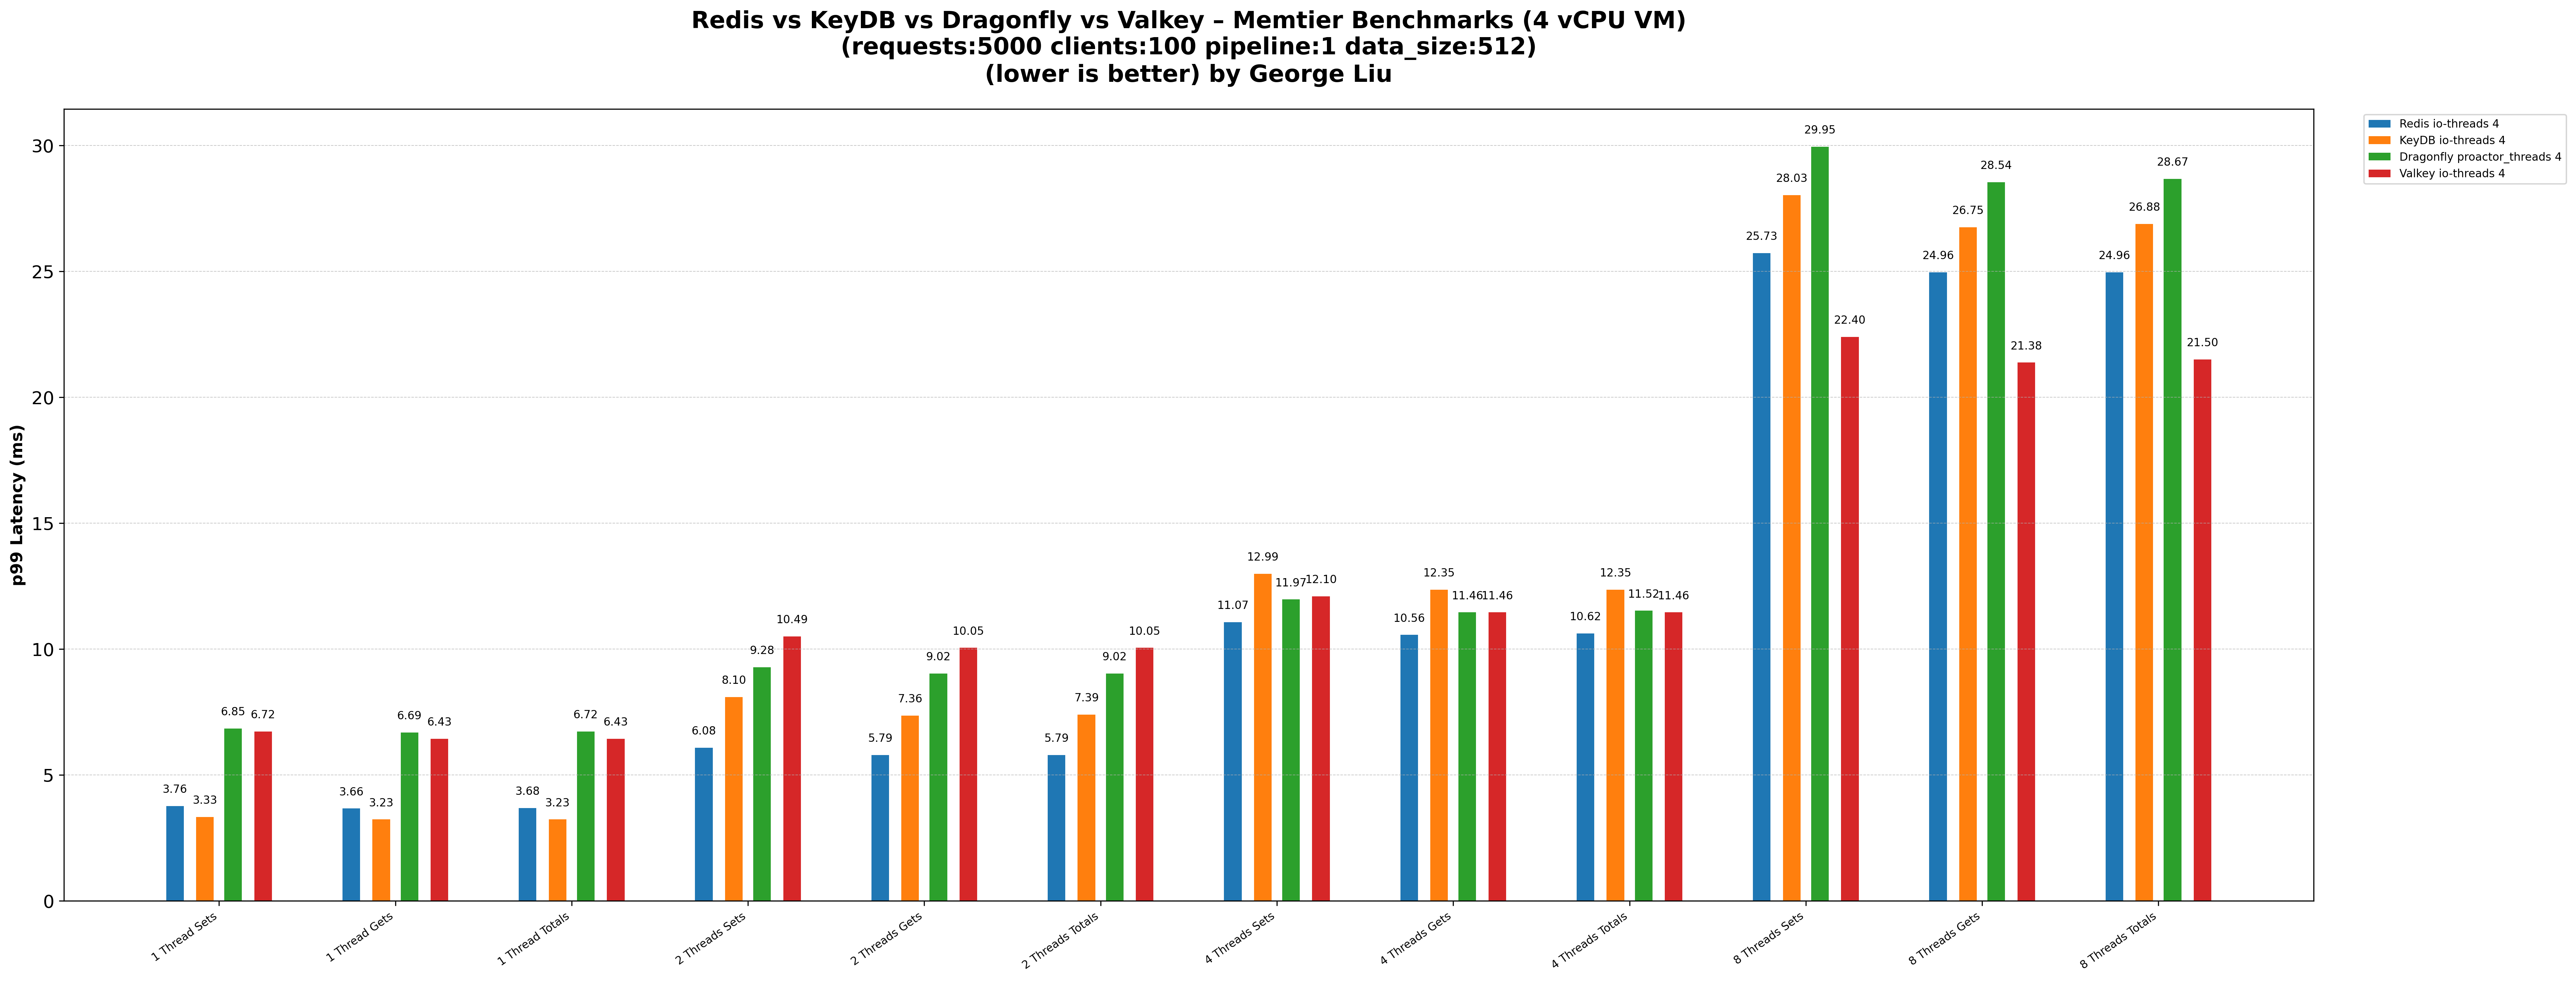 Redis vs KeyDB vs Dragonfly vs Valkey – Memtier Benchmarks (4 vCPU VM)
(requests:5000 clients:100 pipeline:1 data_size:512)
(lower is better) by George Liu
p99 Latency (ms)
30
25
20
15
10
5
0
3.76 3.33 6.85 6.72
3.66 3.23 6.69 6.43
3.68 3.23 6.72 6.43
6.08 8.10 9.28 10.49
5.79 7.36 9.02 10.05
5.79 7.39 9.02 10.05
11.07 12.99 11.97 12.10
10.56 12.35 11.46 11.46
10.62 12.35 11.52 11.46
25.73 28.03 29.95 22.40
24.96 26.75 28.54 21.38
24.96 26.88 28.67 21.50
1 Thread Sets
1 Thread Gets
1 Thread Totals
2 Threads Sets
2 Threads Gets
2 Threads Totals
4 Threads Sets
4 Threads Gets
4 Threads Totals
8 Threads Sets
8 Threads Gets
8 Threads Totals
Redis io-threads 4
KeyDB io-threads 4
Dragonfly proactor_threads 4
Valkey io-threads 4